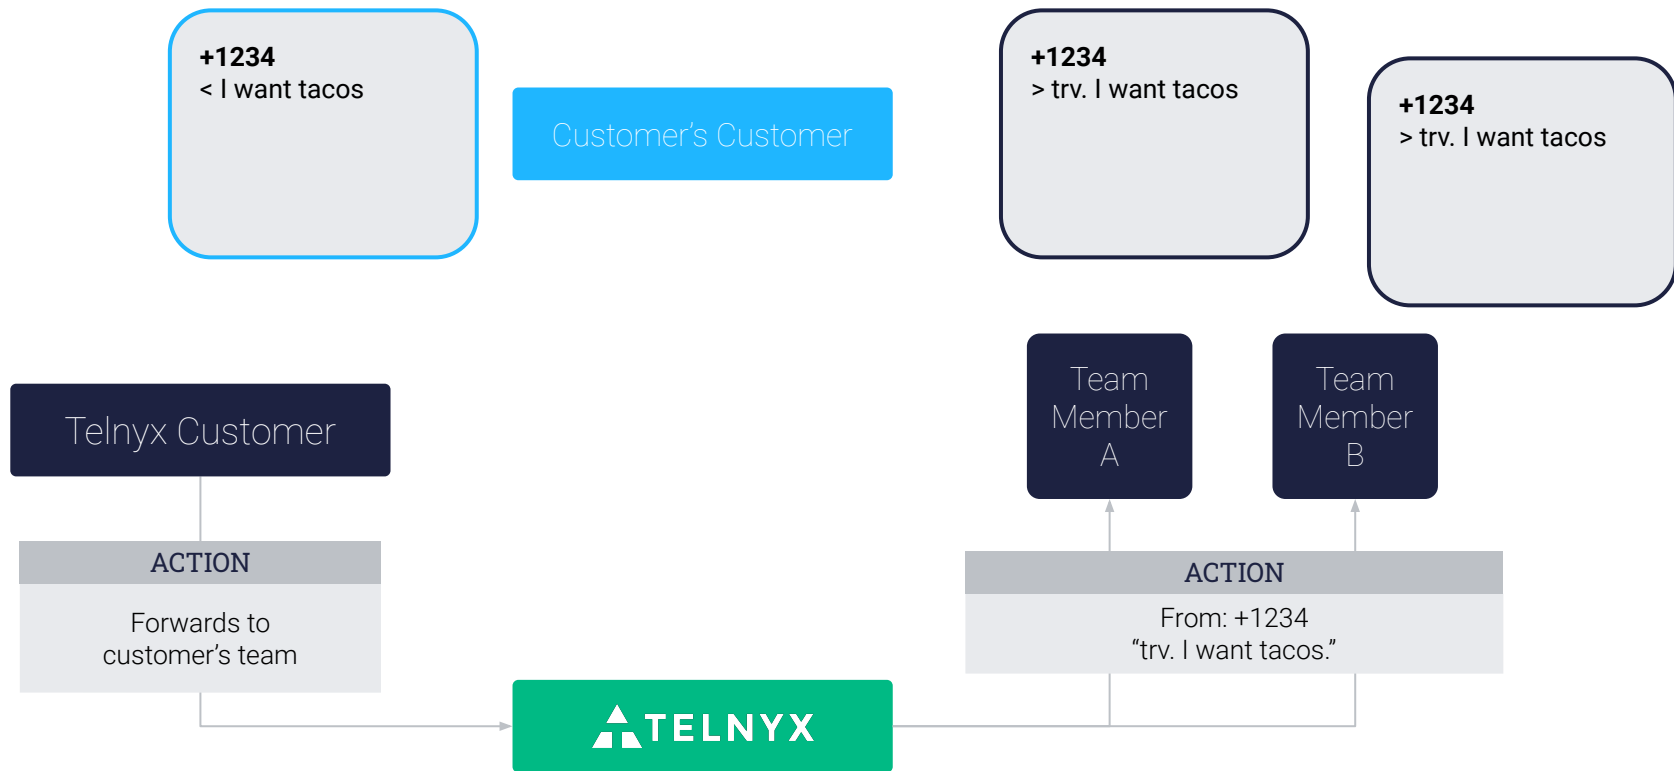 +1234
< I want tacos
Customer’s Customer
+1234
> trv. I want tacos
+1234
> trv. I want tacos
Telnyx Customer
Team
Member
A
Team
Member
B
ACTION
Forwards to
customer’s team
ACTION
From: +1234
“trv. I want tacos.”
TELNYX